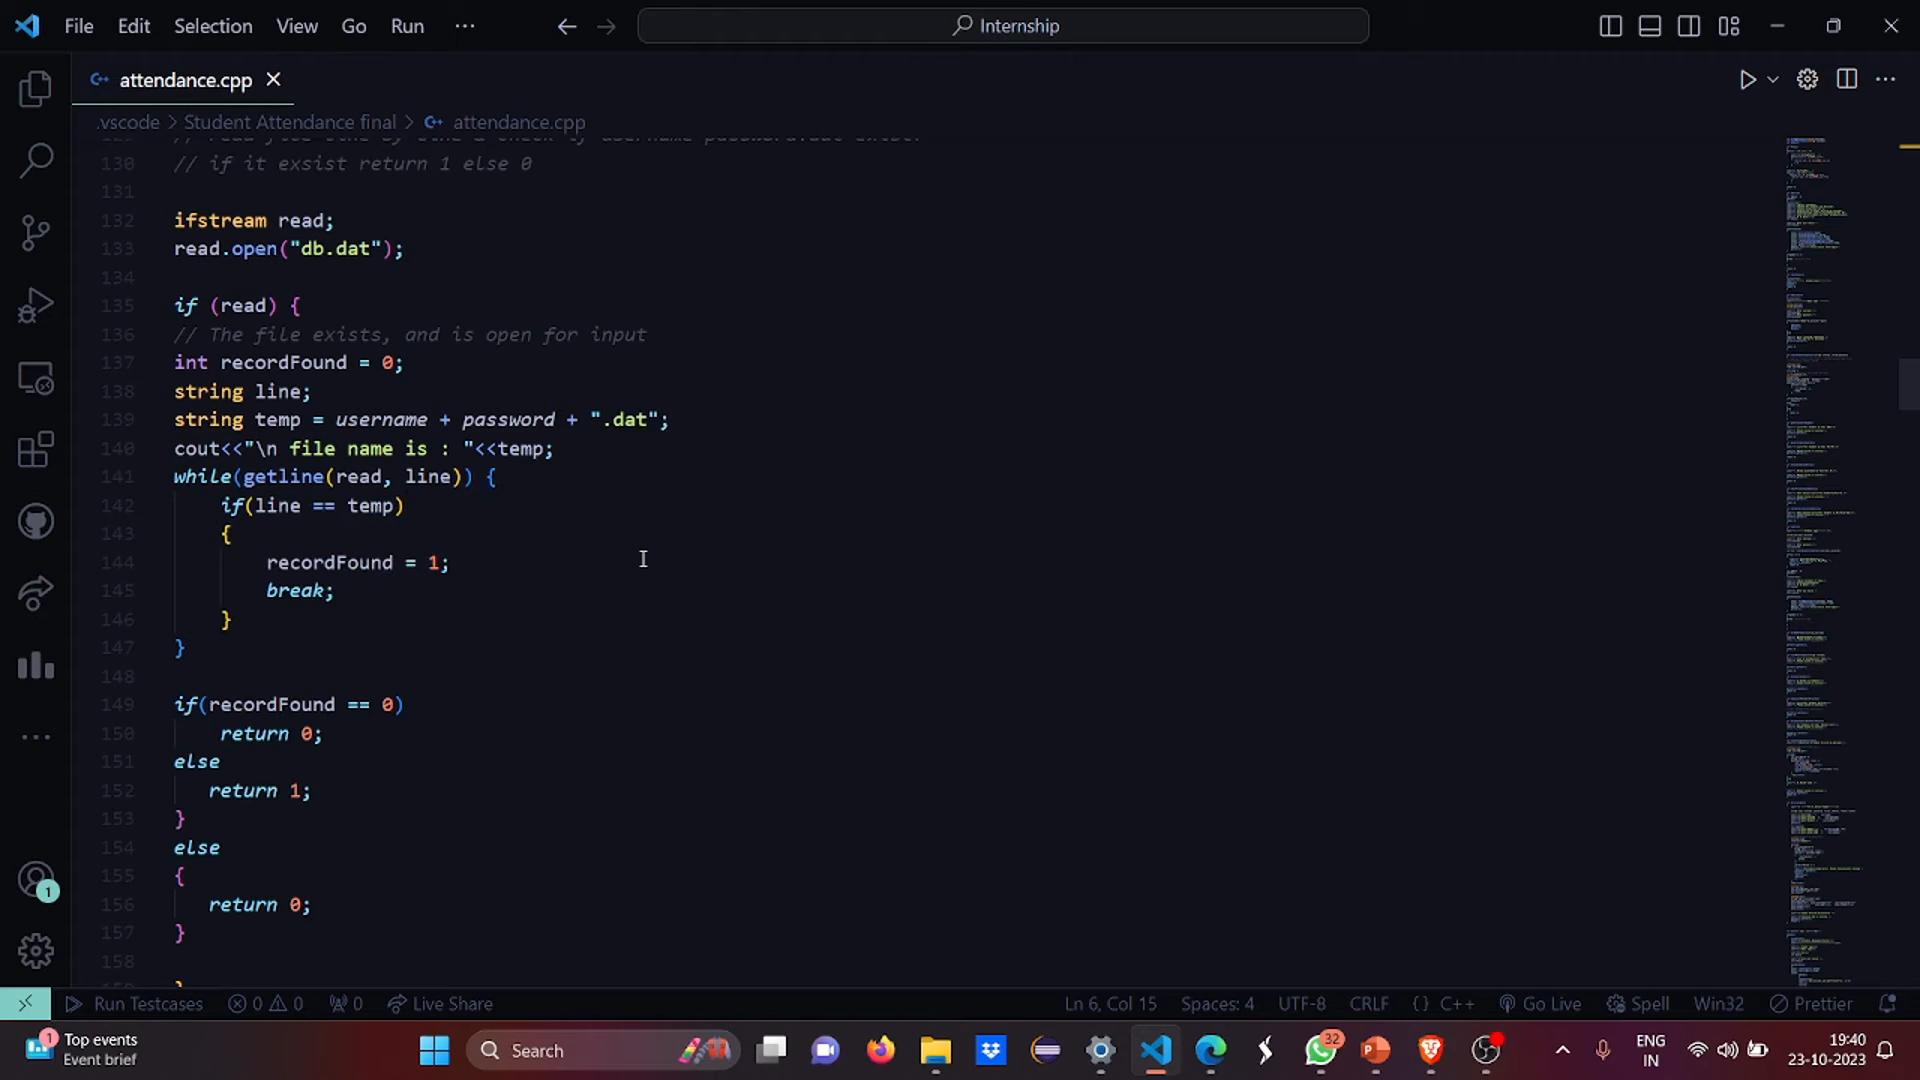 File Edit Selection View Go Run ··· Internship
attendance.cpp
.vscode > Student Attendance final > attendance.cpp
130 // if it exsist return 1 else 0
131
132 ifstream read;
133 read.open("db.dat");
134
135 if (read) {
136 // The file exists, and is open for input
137 int recordFound = 0;
138 string line;
139 string temp = username + password + ".dat";
140 cout<<"\n file name is : "<<temp;
141 while(getline(read, line)) {
142 if(line == temp)
143 {
144 recordFound = 1;
145 break;
146 }
147 }
148
149 if(recordFound == 0)
150 return 0;
151 else
152 return 1;
153 }
154 else
155 {
156 return 0;
157 }
158
1
Run Testcases 0 0 0 Live Share Ln 6, Col 15 Spaces: 4 UTF-8 CRLF {} C++ Go Live Spell Win32 Prettier
1 Top events
Event brief
Search
32
ENG
IN
19:40
23-10-2023